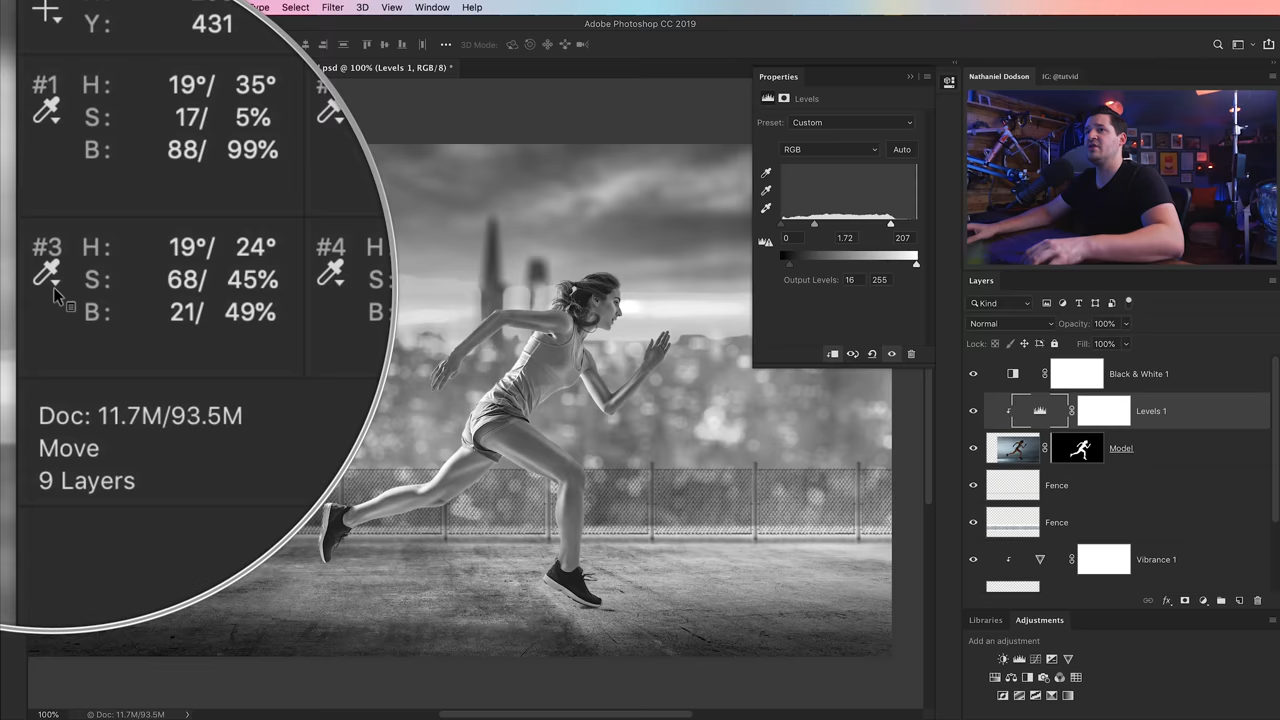 Type Select Filter 3D View Window Help
Adobe Photoshop CC 2019
3D Mode:
.psd @ 100% (Levels 1, RGB/8) *
Y: 431
#1 H: 19°/ 35°
S: 17/ 5%
B: 88/ 99%
#3 H: 19°/ 24°
S: 68/ 45%
B: 21/ 49%
#4 H
S:
B:
Doc: 11.7M/93.5M
Move
9 Layers
Properties
Levels
Preset: Custom
RGB Auto
0 1.72 207
Output Levels: 16 255
Nathaniel Dodson IG: @tutvid
Layers
Kind
Normal Opacity: 100%
Lock: Fill: 100%
Black & White 1
Levels 1
Model
Fence
Fence
Vibrance 1
fx
Libraries Adjustments
Add an adjustment
100% Doc: 11.7M/93.5M